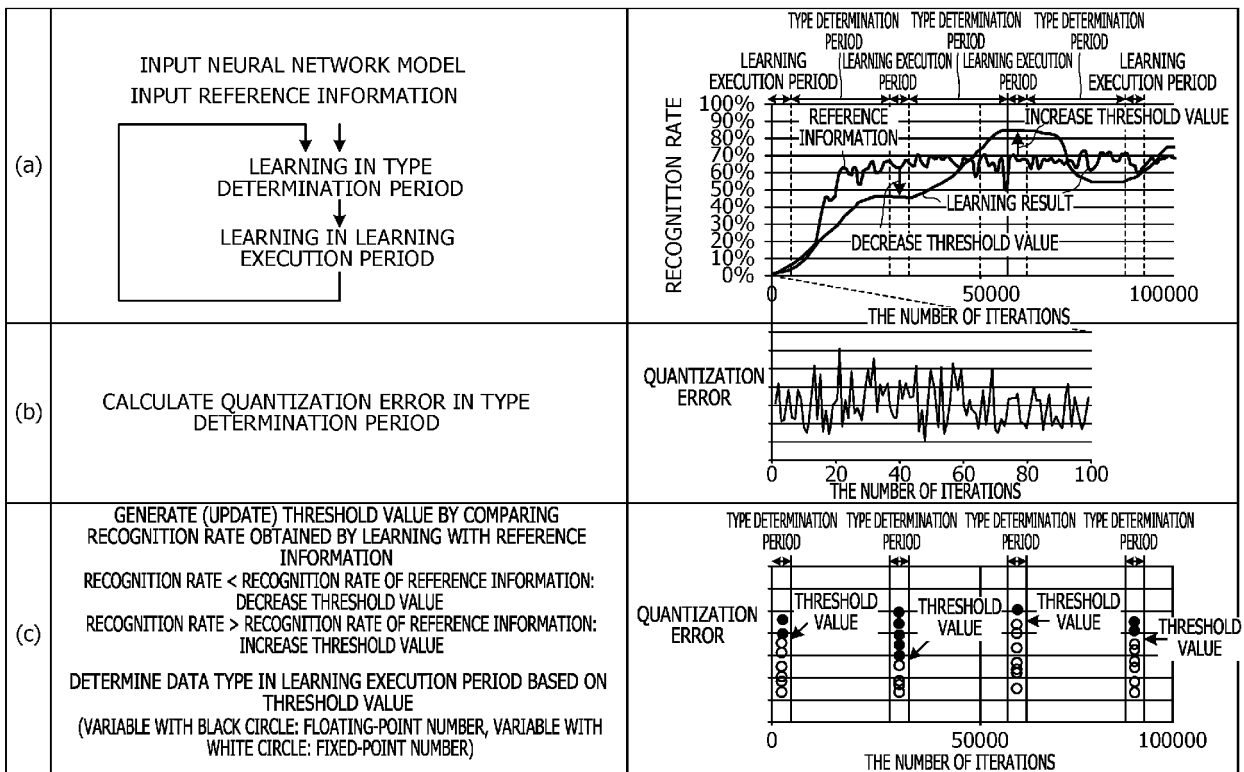 (a)
INPUT NEURAL NETWORK MODEL
INPUT REFERENCE INFORMATION
LEARNING IN TYPE
DETERMINATION PERIOD
LEARNING IN LEARNING
EXECUTION PERIOD
TYPE DETERMINATION TYPE DETERMINATION TYPE DETERMINATION
PERIOD PERIOD PERIOD
LEARNING LEARNING EXECUTION LEARNING EXECUTION LEARNING
EXECUTION PERIOD PERIOD PERIOD EXECUTION PERIOD
RECOGNITION RATE
100%
90%
80%
70%
60%
50%
40%
30%
20%
10%
0%
REFERENCE
INFORMATION
INCREASE THRESHOLD VALUE
LEARNING RESULT
DECREASE THRESHOLD VALUE
0 50000 100000
THE NUMBER OF ITERATIONS
(b)
CALCULATE QUANTIZATION ERROR IN TYPE
DETERMINATION PERIOD
QUANTIZATION
ERROR
0 20 40 60 80 100
THE NUMBER OF ITERATIONS
(c)
GENERATE (UPDATE) THRESHOLD VALUE BY COMPARING
RECOGNITION RATE OBTAINED BY LEARNING WITH REFERENCE
INFORMATION
RECOGNITION RATE < RECOGNITION RATE OF REFERENCE INFORMATION:
DECREASE THRESHOLD VALUE
RECOGNITION RATE > RECOGNITION RATE OF REFERENCE INFORMATION:
INCREASE THRESHOLD VALUE
DETERMINE DATA TYPE IN LEARNING EXECUTION PERIOD BASED ON
THRESHOLD VALUE
(VARIABLE WITH BLACK CIRCLE: FLOATING-POINT NUMBER, VARIABLE WITH
WHITE CIRCLE: FIXED-POINT NUMBER)
TYPE DETERMINATION TYPE DETERMINATION TYPE DETERMINATION TYPE DETERMINATION
PERIOD PERIOD PERIOD PERIOD
QUANTIZATION
ERROR
THRESHOLD
VALUE
THRESHOLD
VALUE
THRESHOLD
VALUE
THRESHOLD
VALUE
0 50000 100000
THE NUMBER OF ITERATIONS